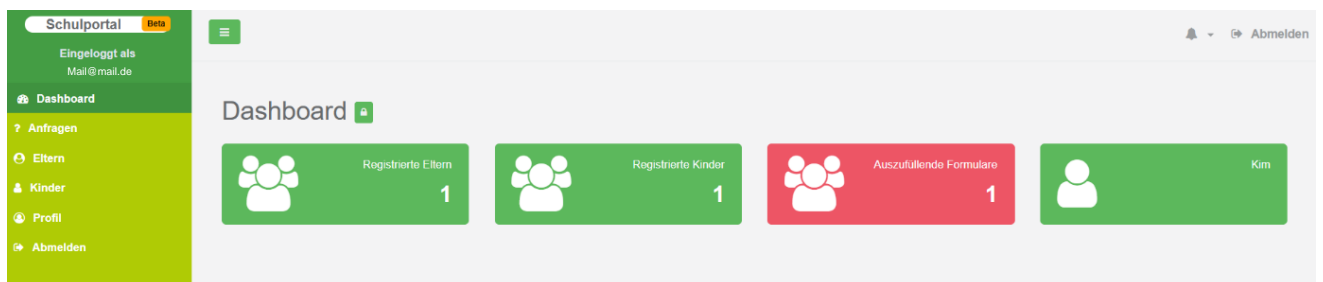 Schulportal Beta
Eingeloggt als
Mail@mail.de
Dashboard
? Anfragen
Eltern
Kinder
Profil
Abmelden
Abmelden
Dashboard
Registrierte Eltern
1
Registrierte Kinder
1
Auszufüllende Formulare
1
Kim